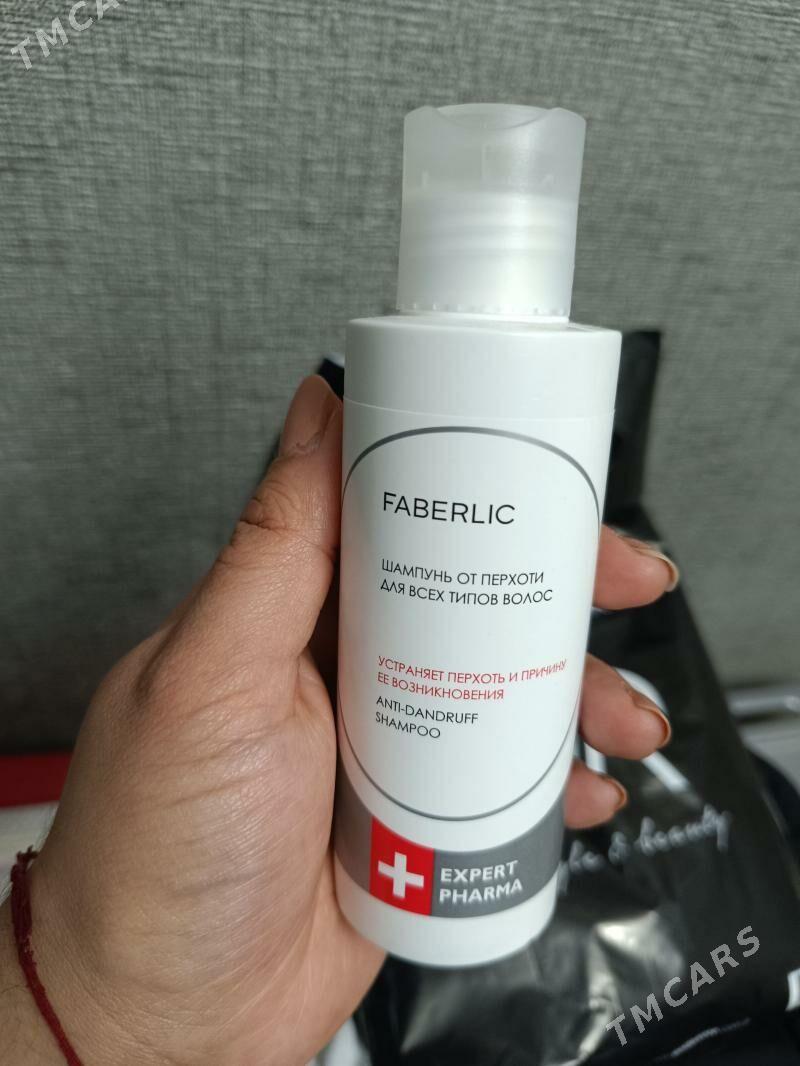 TMCARS
FABERLIC
ШАМПУНЬ ОТ ПЕРХОТИ
ДЛЯ ВСЕХ ТИПОВ ВОЛОС
УСТРАНЯЕТ ПЕРХОТЬ И ПРИЧИНУ
ЕЕ ВОЗНИКНОВЕНИЯ
ANTI-DANDRUFF
SHAMPOO
EXPERT
PHARMA
& beauty
TMCARS